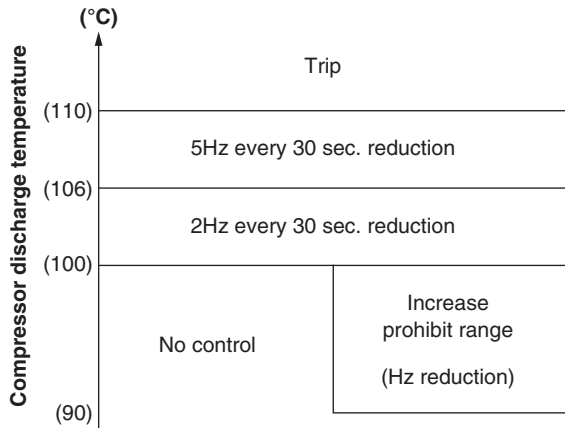 (°C)
Compressor discharge temperature
Trip
(110)
5Hz every 30 sec. reduction
(106)
2Hz every 30 sec. reduction
(100)
No control
Increase
prohibit range
(Hz reduction)
(90)